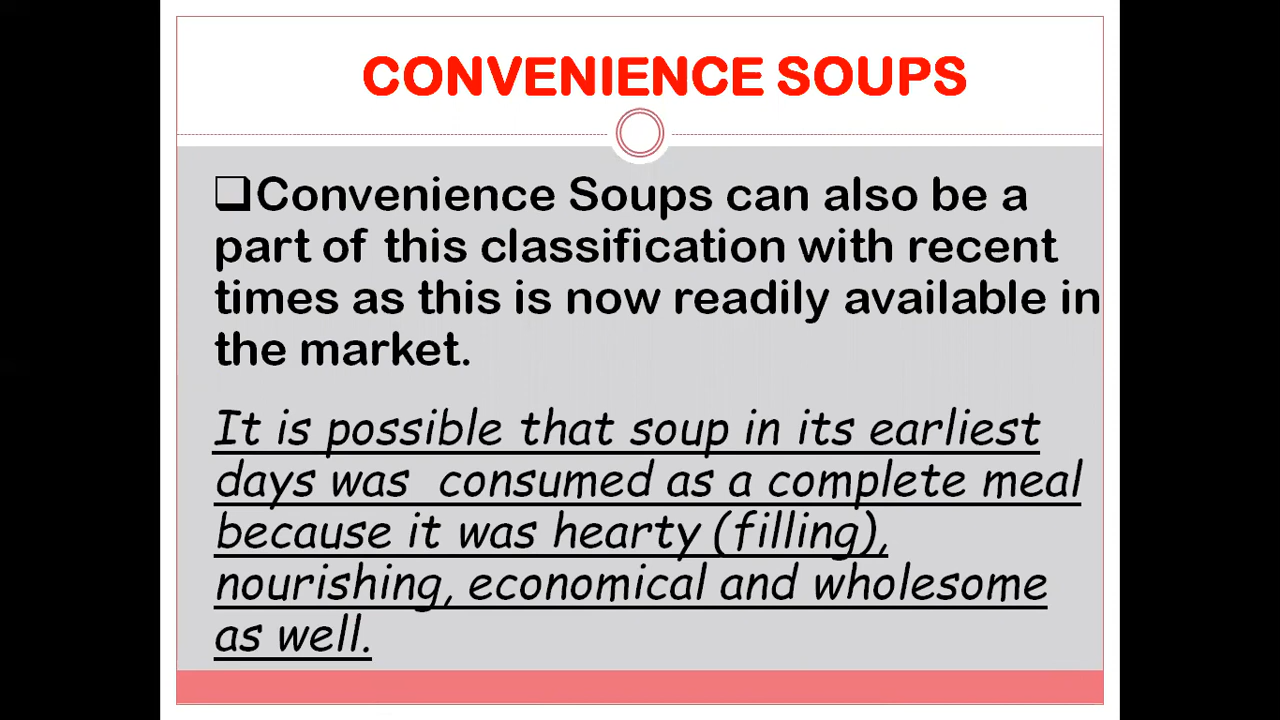 CONVENIENCE SOUPS
❑Convenience Soups can also be a
part of this classification with recent
times as this is now readily available in
the market.
It is possible that soup in its earliest
days was consumed as a complete meal
because it was hearty (filling),
nourishing, economical and wholesome
as well.